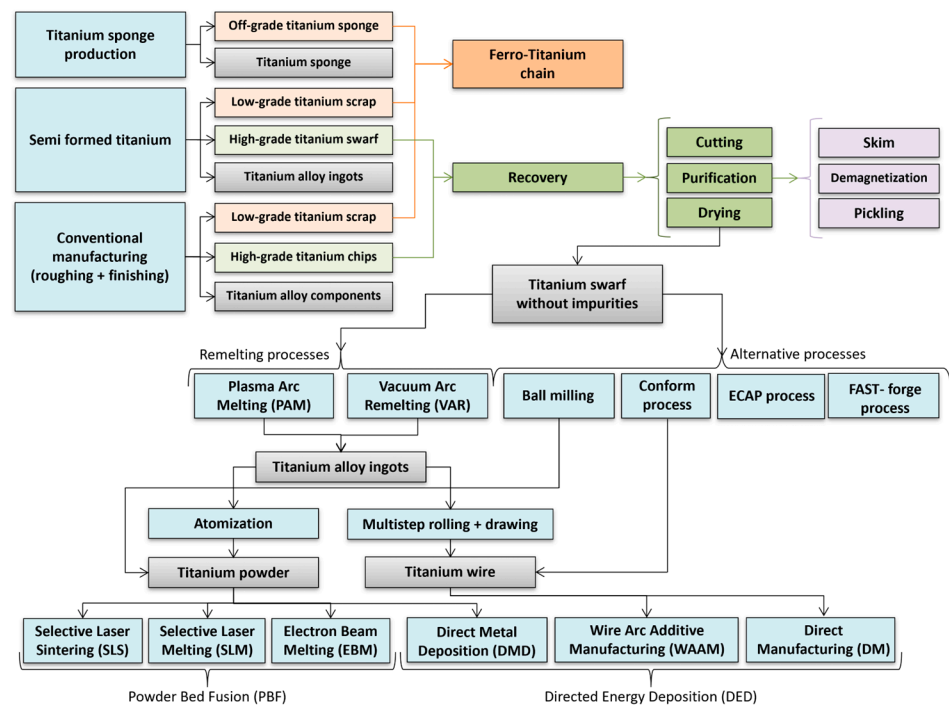 Titanium sponge
production
Off-grade titanium sponge
Titanium sponge
Ferro-Titanium
chain
Semi formed titanium
Low-grade titanium scrap
High-grade titanium swarf
Titanium alloy ingots
Recovery
Cutting
Purification
Drying
Skim
Demagnetization
Pickling
Conventional
manufacturing
(roughing + finishing)
Low-grade titanium scrap
High-grade titanium chips
Titanium alloy components
Titanium swarf
without impurities
Remelting processes
Alternative processes
Plasma Arc
Melting (PAM)
Vacuum Arc
Remelting (VAR)
Ball milling
Conform
process
ECAP process
FAST- forge
process
Titanium alloy ingots
Atomization
Multistep rolling + drawing
Titanium powder
Titanium wire
Selective Laser
Sintering (SLS)
Selective Laser
Melting (SLM)
Electron Beam
Melting (EBM)
Direct Metal
Deposition (DMD)
Wire Arc Additive
Manufacturing (WAAM)
Direct
Manufacturing (DM)
Powder Bed Fusion (PBF)
Directed Energy Deposition (DED)